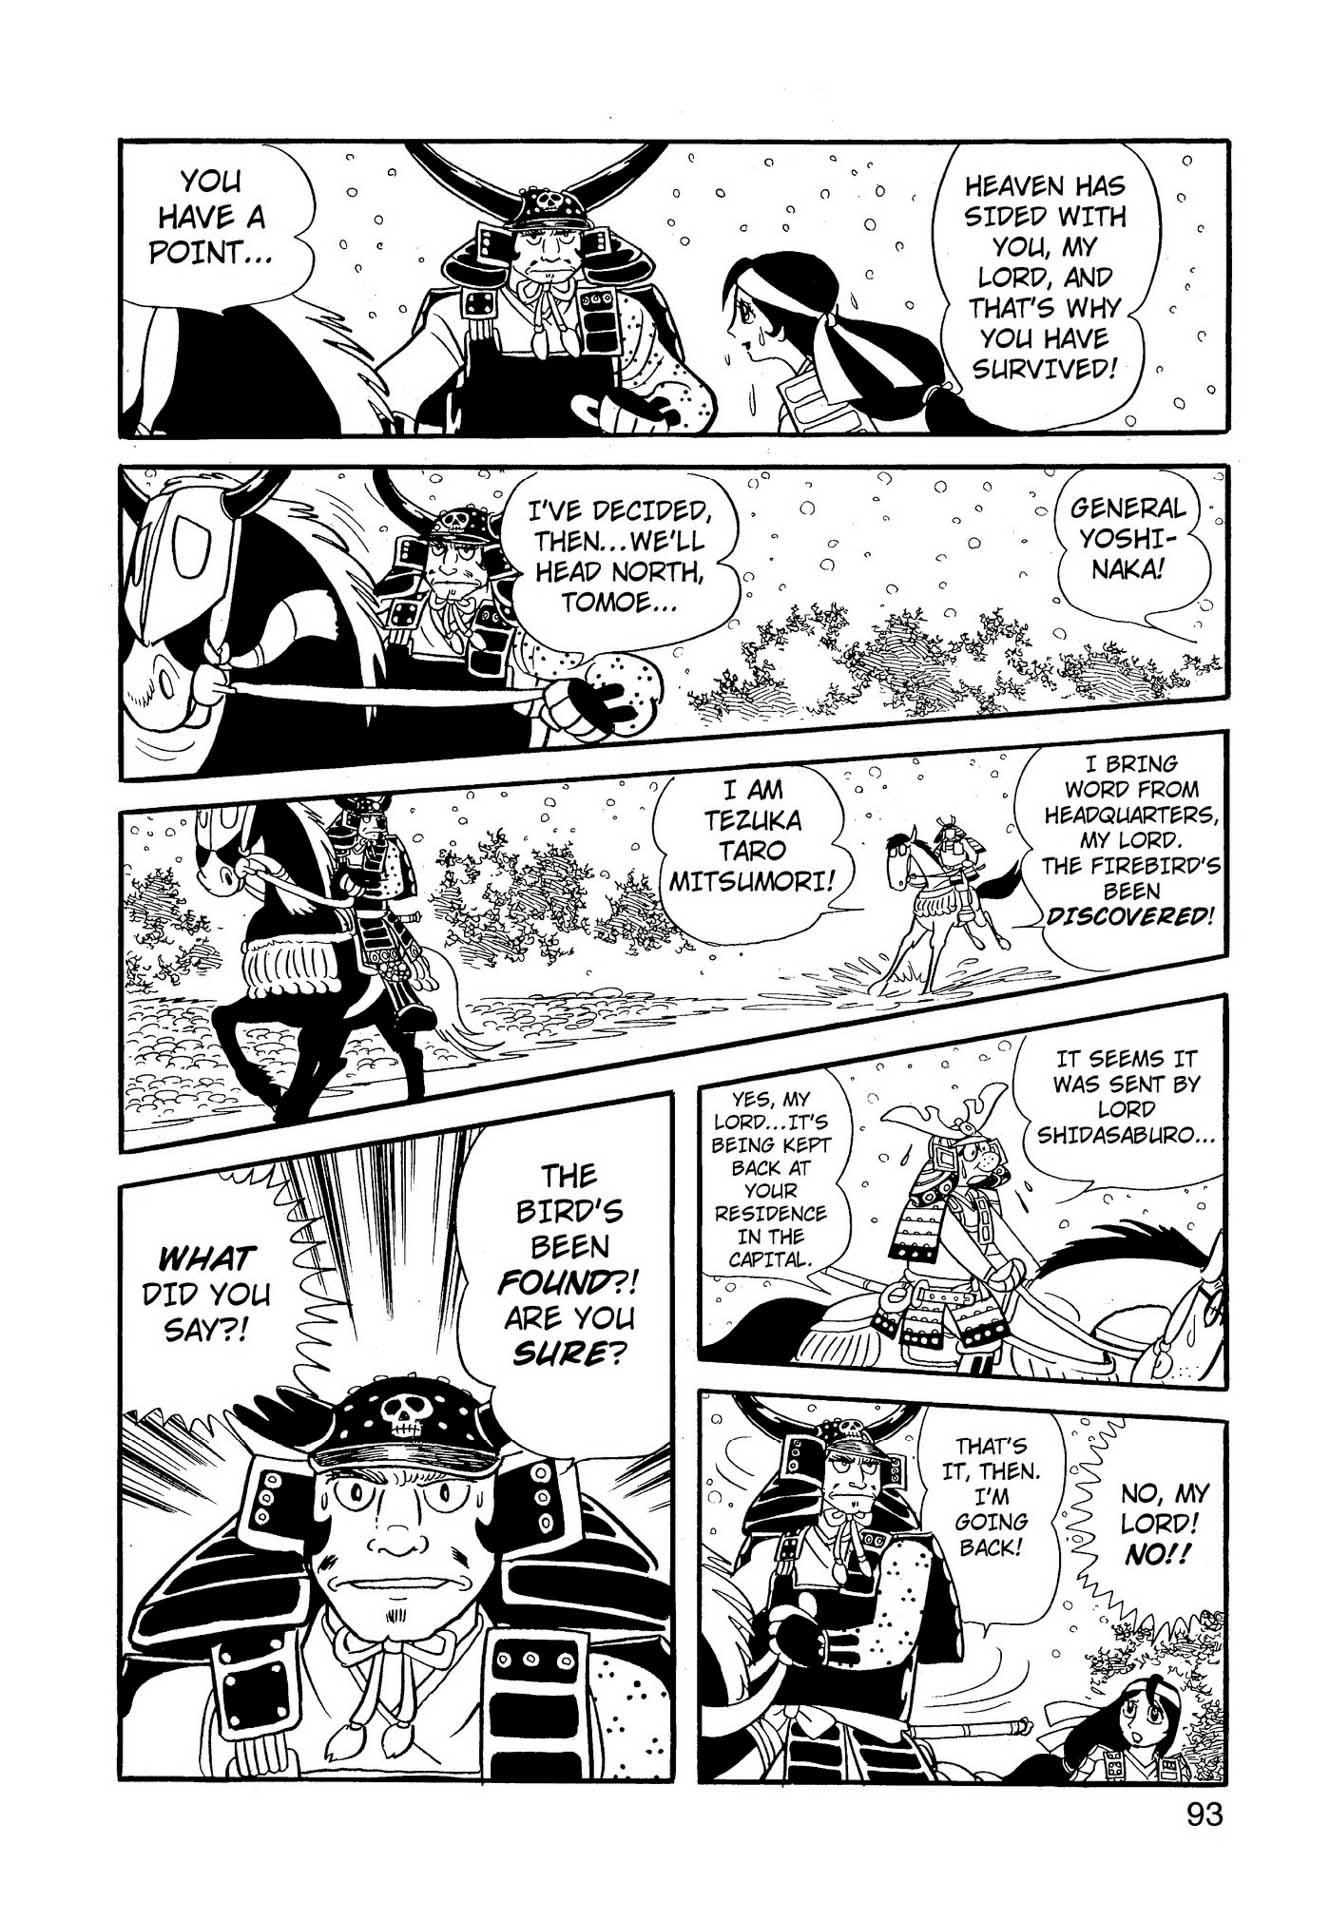 YOU
HAVE A
POINT...
HEAVEN HAS
SIDED WITH
YOU, MY
LORD, AND
THAT'S WHY
YOU HAVE
SURVIVED!
I'VE DECIDED,
THEN...WE'LL
HEAD NORTH,
TOMOE...
GENERAL
YOSHI-
NAKA!
I AM
TEZUKA
TARO
MITSUMORI!
I BRING
WORD FROM
HEADQUARTERS,
MY LORD.
THE FIREBIRD'S
BEEN
DISCOVERED!
WHAT
DID YOU
SAY?!
THE
BIRD'S
BEEN
FOUND?!
ARE YOU
SURE?
YES, MY
LORD...IT'S
BEING KEPT
BACK AT
YOUR
RESIDENCE
IN THE
CAPITAL.
IT SEEMS IT
WAS SENT BY
LORD
SHIDASABURO...
THAT'S
IT, THEN.
I'M
GOING
BACK!
NO, MY
LORD!
NO!!
93